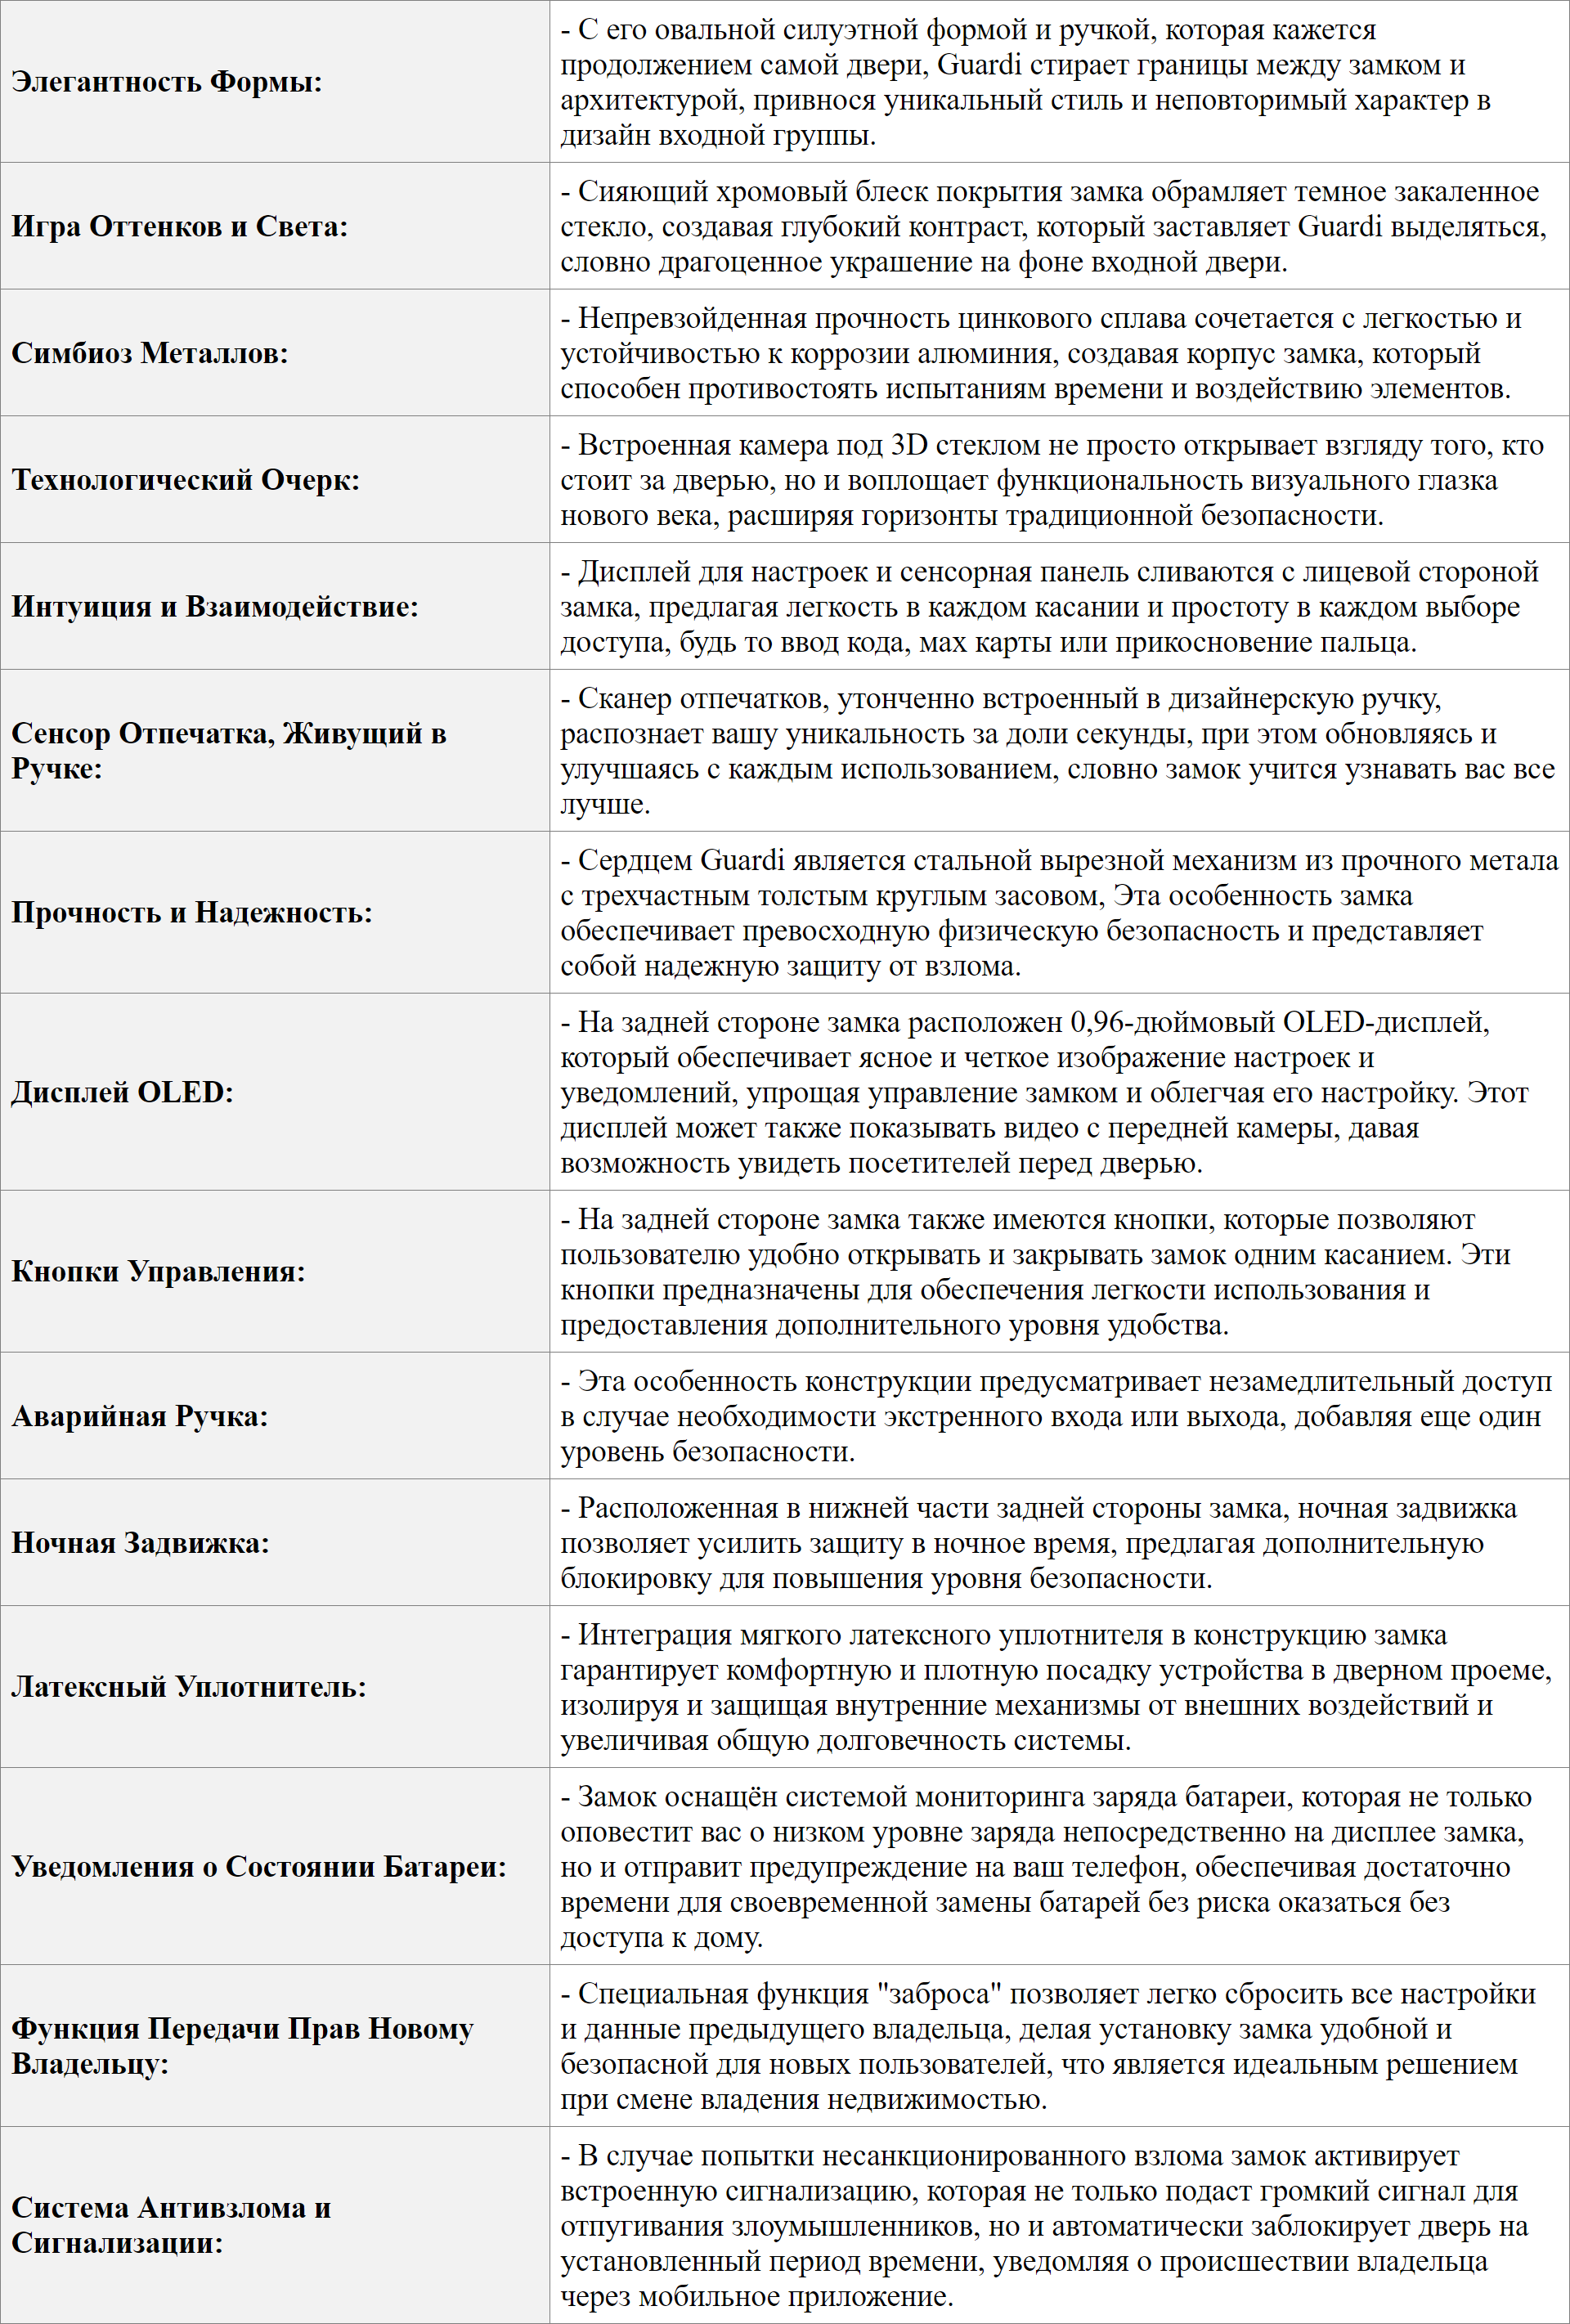 Элегантность Формы:
- С его овальной силуэтной формой и ручкой, которая кажется
продолжением самой двери, Guardi стирает границы между замком и
архитектурой, привнося уникальный стиль и неповторимый характер в
дизайн входной группы.
Игра Оттенков и Света:
- Сияющий хромовый блеск покрытия замка обрамляет темное закаленное
стекло, создавая глубокий контраст, который заставляет Guardi выделяться,
словно драгоценное украшение на фоне входной двери.
Симбиоз Металлов:
- Непревзойденная прочность цинкового сплава сочетается с легкостью и
устойчивостью к коррозии алюминия, создавая корпус замка, который
способен противостоять испытаниям времени и воздействию элементов.
Технологический Очерк:
- Встроенная камера под 3D стеклом не просто открывает взгляду того, кто
стоит за дверью, но и воплощает функциональность визуального глазка
нового века, расширяя горизонты традиционной безопасности.
Интуиция и Взаимодействие:
- Дисплей для настроек и сенсорная панель сливаются с лицевой стороной
замка, предлагая легкость в каждом касании и простоту в каждом выборе
доступа, будь то ввод кода, мах карты или прикосновение пальца.
Сенсор Отпечатка, Живущий в
Ручке:
- Сканер отпечатков, утонченно встроенный в дизайнерскую ручку,
распознает вашу уникальность за доли секунды, при этом обновляясь и
улучшаясь с каждым использованием, словно замок учится узнавать вас все
лучше.
Прочность и Надежность:
- Сердцем Guardi является стальной вырезной механизм из прочного метала
с трехчастным толстым круглым засовом, Эта особенность замка
обеспечивает превосходную физическую безопасность и представляет
собой надежную защиту от взлома.
Дисплей OLED:
- На задней стороне замка расположен 0,96-дюймовый OLED-дисплей,
который обеспечивает ясное и четкое изображение настроек и
уведомлений, упрощая управление замком и облегчая его настройку. Этот
дисплей может также показывать видео с передней камеры, давая
возможность увидеть посетителей перед дверью.
Кнопки Управления:
- На задней стороне замка также имеются кнопки, которые позволяют
пользователю удобно открывать и закрывать замок одним касанием. Эти
кнопки предназначены для обеспечения легкости использования и
предоставления дополнительного уровня удобства.
Аварийная Ручка:
- Эта особенность конструкции предусматривает незамедлительный доступ
в случае необходимости экстренного входа или выхода, добавляя еще один
уровень безопасности.
Ночная Задвижка:
- Расположенная в нижней части задней стороны замка, ночная задвижка
позволяет усилить защиту в ночное время, предлагая дополнительную
блокировку для повышения уровня безопасности.
Латексный Уплотнитель:
- Интеграция мягкого латексного уплотнителя в конструкцию замка
гарантирует комфортную и плотную посадку устройства в дверном проеме,
изолируя и защищая внутренние механизмы от внешних воздействий и
увеличивая общую долговечность системы.
Уведомления о Состоянии Батареи:
- Замок оснащён системой мониторинга заряда батареи, которая не только
оповестит вас о низком уровне заряда непосредственно на дисплее замка,
но и отправит предупреждение на ваш телефон, обеспечивая достаточно
времени для своевременной замены батарей без риска оказаться без
доступа к дому.
Функция Передачи Прав Новому
Владельцу:
- Специальная функция "заброса" позволяет легко сбросить все настройки
и данные предыдущего владельца, делая установку замка удобной и
безопасной для новых пользователей, что является идеальным решением
при смене владения недвижимостью.
Система Антивзлома и
Сигнализации:
- В случае попытки несанкционированного взлома замок активирует
встроенную сигнализацию, которая не только подаст громкий сигнал для
отпугивания злоумышленников, но и автоматически заблокирует дверь на
установленный период времени, уведомляя о происшествии владельца
через мобильное приложение.